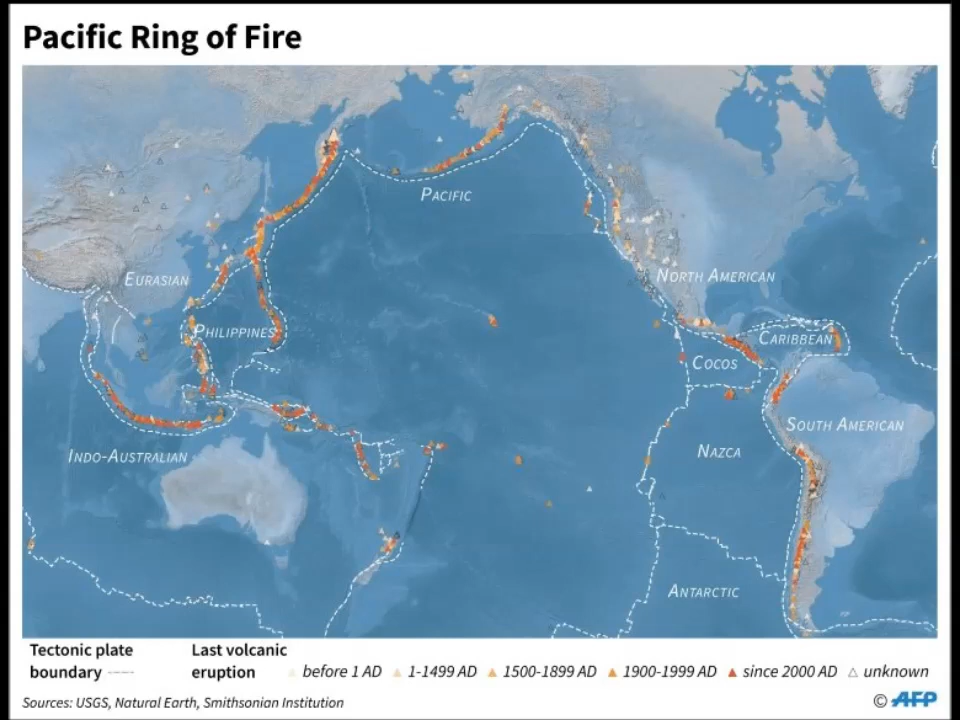 Pacific Ring of Fire
PACIFIC
EURASIAN
NORTH AMERICAN
PHILIPPINES
CARIBBEAN
COCOS
SOUTH AMERICAN
INDO-AUSTRALIAN
NAZCA
ANTARCTIC
Tectonic plate
boundary
Last volcanic
eruption
before 1 AD
1-1499 AD
1500-1899 AD
1900-1999 AD
since 2000 AD
unknown
Sources: USGS, Natural Earth, Smithsonian Institution
© AFP